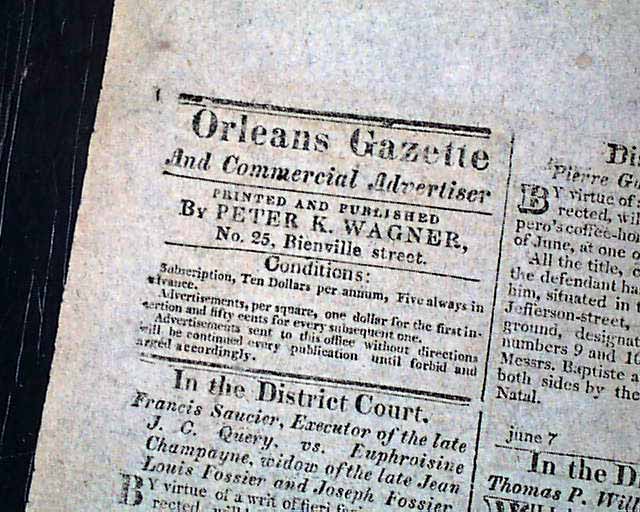 Orleans Gazette
And Commercial Advertiser
PRINTED AND PUBLISHED
By PETER K. WAGNER,
No. 25, Bienville street.
Conditions:
Subscription, Ten Dollars per annum, Five always in
advance.
Advertisements, per square, one dollar for the first in-
sertion and fifty cents for every subsequent one.
Advertisements sent to this office without directions
will be continued every publication until forbid and
arged accordingly.
In the District Court.
Francis Saucier, Executor of the late
J. C. Query, vs. Euphroisine
Champayne, widow of the late Jean
Louis Fossier and Joseph Fossier
BY virtue of a writ of fieri
rected,
Di
Pierre
BY virtue of
rected, wil
pero's coffee-ho
of June, at one o
All the title,
the defendant ha
him, situated in
Jefferson-street,
ground, designat
numbers 9 and 10
Messrs. Baptiste a
both sides by the
Natal.
june 7
In the Di
Thomas P. Will